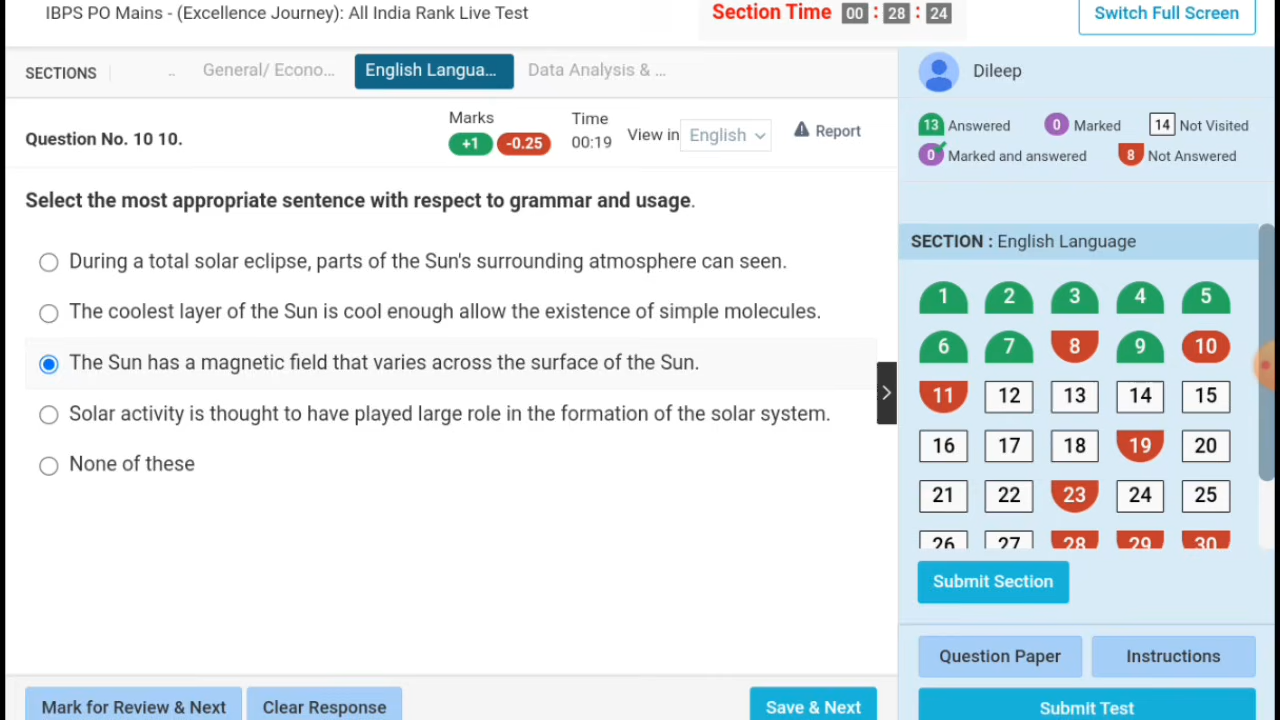 IBPS PO Mains - (Excellence Journey): All India Rank Live Test
Section Time 00 : 28 : 24
Switch Full Screen
SECTIONS
..
General/ Econo...
English Langua...
Data Analysis & ...
Dileep
Question No. 10 10.
Marks
+1 -0.25
Time
00:19
View in English
Report
13 Answered
0 Marked
14 Not Visited
0 Marked and answered
8 Not Answered
Select the most appropriate sentence with respect to grammar and usage.
During a total solar eclipse, parts of the Sun's surrounding atmosphere can seen.
The coolest layer of the Sun is cool enough allow the existence of simple molecules.
The Sun has a magnetic field that varies across the surface of the Sun.
Solar activity is thought to have played large role in the formation of the solar system.
None of these
SECTION : English Language
1 2 3 4 5
6 7 8 9 10
11 12 13 14 15
16 17 18 19 20
21 22 23 24 25
26 27 28 29 30
Submit Section
Question Paper
Instructions
Mark for Review & Next
Clear Response
Save & Next
Submit Test